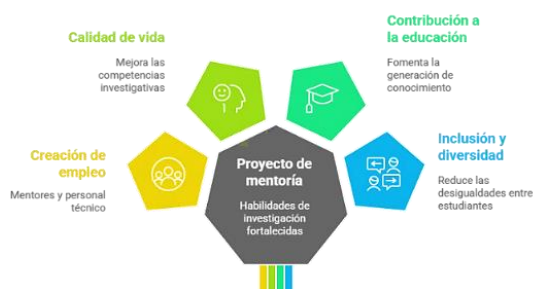 Calidad de vida
Mejora las
competencias
investigativas
Contribución a
la educación
Fomenta la
generación de
conocimiento
Creación de
empleo
Mentores y personal
técnico
Proyecto de
mentoría
Habilidades de
investigación
fortalecidas
Inclusión y
diversidad
Reduce las
desigualdades entre
estudiantes